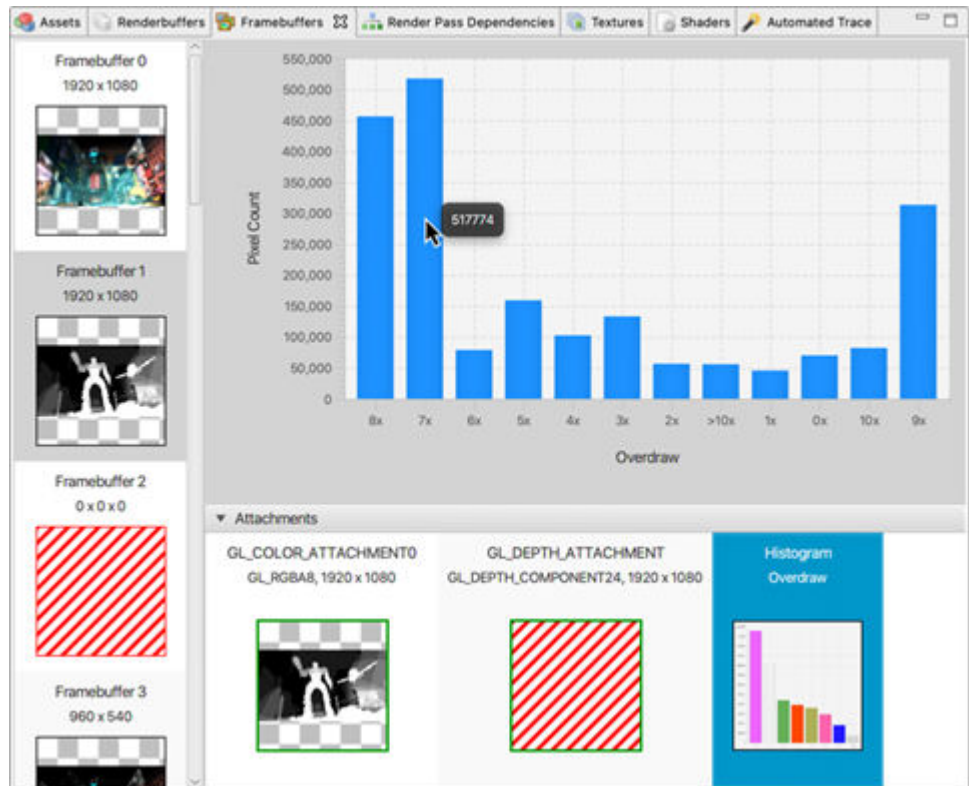 Assets
Renderbuffers
Framebuffers
Render Pass Dependencies
Textures
Shaders
Automated Trace
Framebuffer 0
1920 x 1080
Framebuffer 1
1920 x 1080
Framebuffer 2
0 x 0 x 0
Framebuffer 3
960 x 540
550,000
500,000
450,000
400,000
350,000
300,000
250,000
200,000
150,000
100,000
50,000
0
Pixel Count
517774
8x 7x 6x 5x 4x 3x 2x >10x 1x 0x 10x 9x
Overdraw
Attachments
GL_COLOR_ATTACHMENT0
GL_RGBA8, 1920 x 1080
GL_DEPTH_ATTACHMENT
GL_DEPTH_COMPONENT24, 1920 x 1080
Histogram
Overdraw